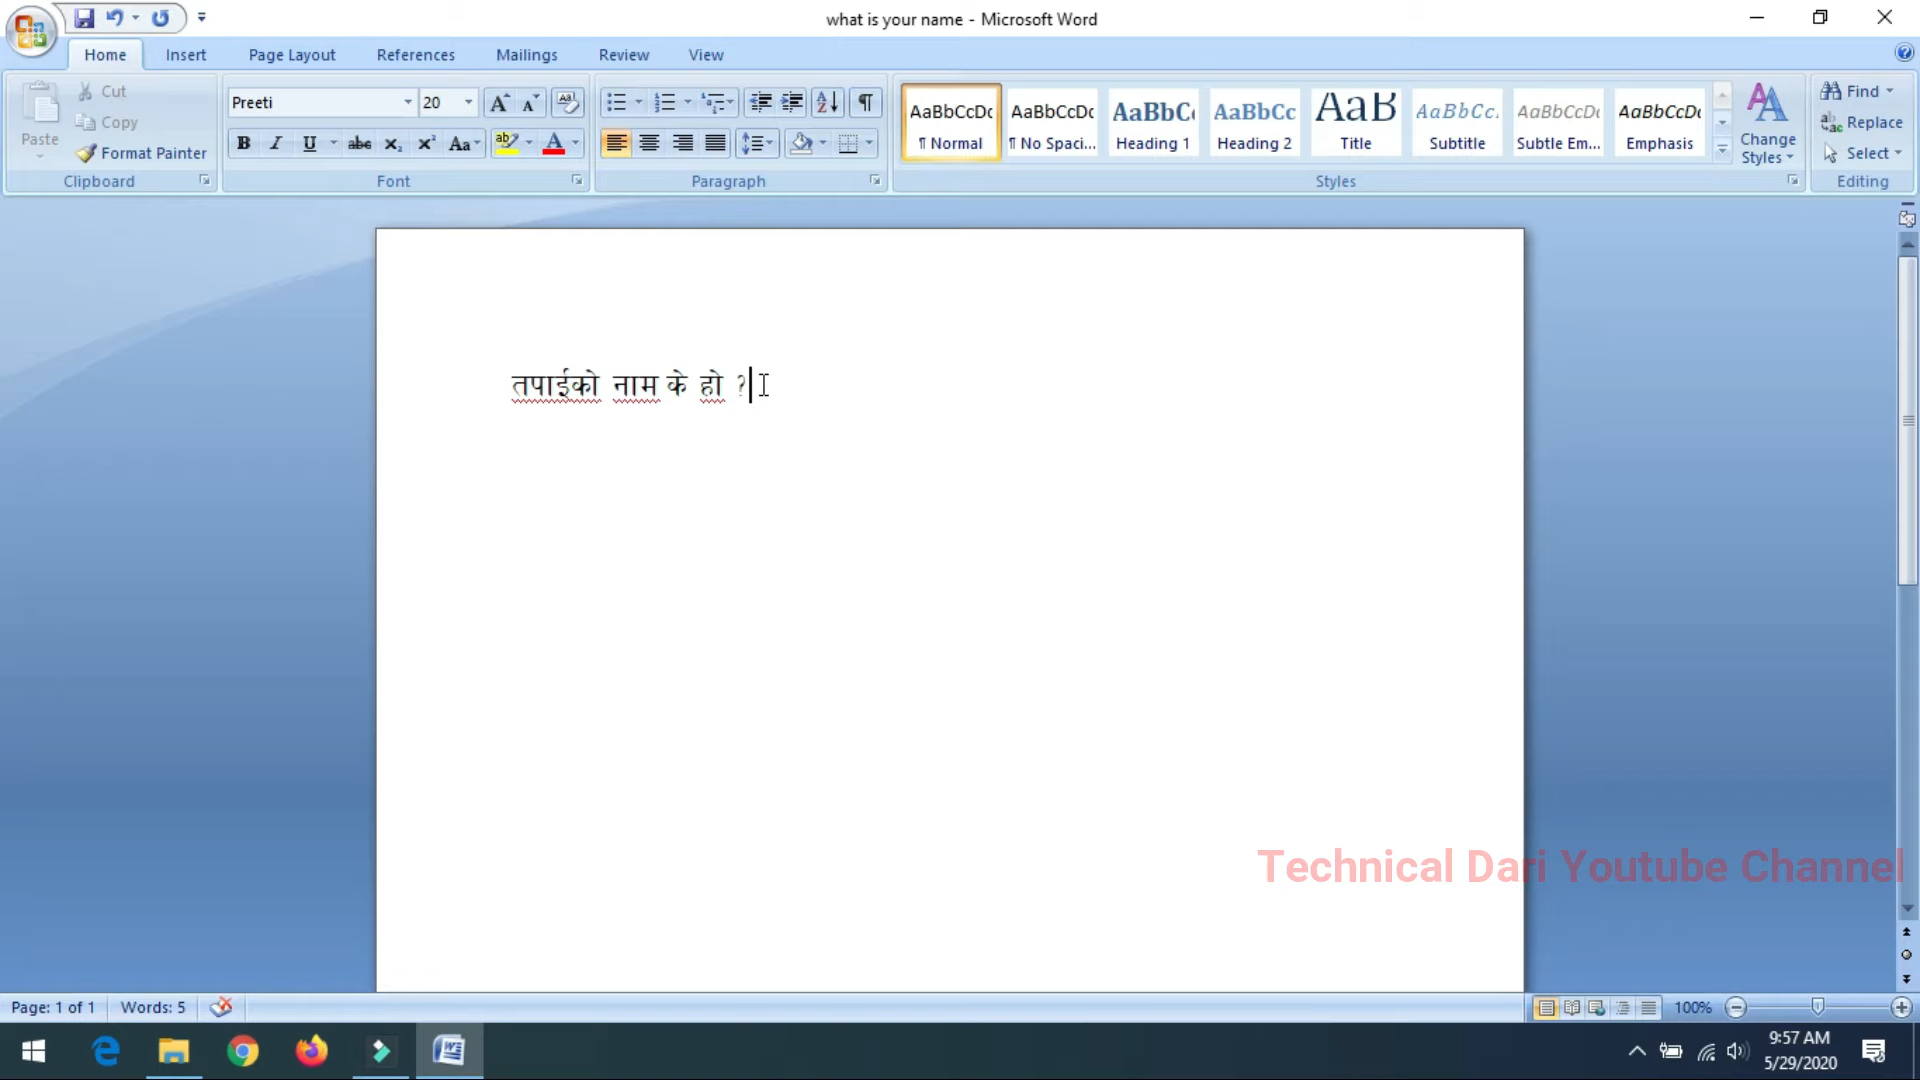 what is your name - Microsoft Word
Home Insert Page Layout References Mailings Review View
Paste
Cut
Copy
Format Painter
Clipboard
Preeti 20
Font
Paragraph
AaBbCcDc AaBbCcDc AaBbC AaBbCc AaB AaBbCc. AaBbCcDc AaBbCcDc
¶ Normal ¶ No Spaci... Heading 1 Heading 2 Title Subtitle Subtle Em... Emphasis
Change Styles
Styles
Find
Replace
Select
Editing
तपाईको नाम के हो ?
Technical Dari Youtube Channel
Page: 1 of 1 Words: 5 100%
9:57 AM
5/29/2020